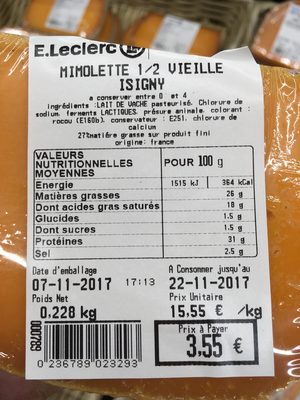 E.Leclerc L
MIMOLETTE 1/2 VIEILLE
ISIGNY
a conserver entre 0 et 4
ingrédients :LAIT DE VACHE pasteurisé. Chlorure de
sodium. ferments LACTIQUES. présure animale. colorant :
rocou (E160b). conservateur : E251. chlorure de
calcium
27%matière grasse sur produit fini
origine: france
VALEURS
NUTRITIONNELLES
MOYENNES
POUR 100 g
Energie 1515 kJ 364 kCal
Matières grasses 26 g
Dont acides gras saturés 18 g
Glucides 1.5 g
Dont sucres 1.5 g
Protéines 31 g
Sel 2.5 g
Date d'emballage A Consommer jusqu'au
07-11-2017 17:13 22-11-2017
Poids Net Prix Unitaire
0.228 kg 15,55 € /kg
Prix à Payer
3,55 €
000789
0 236789 023293